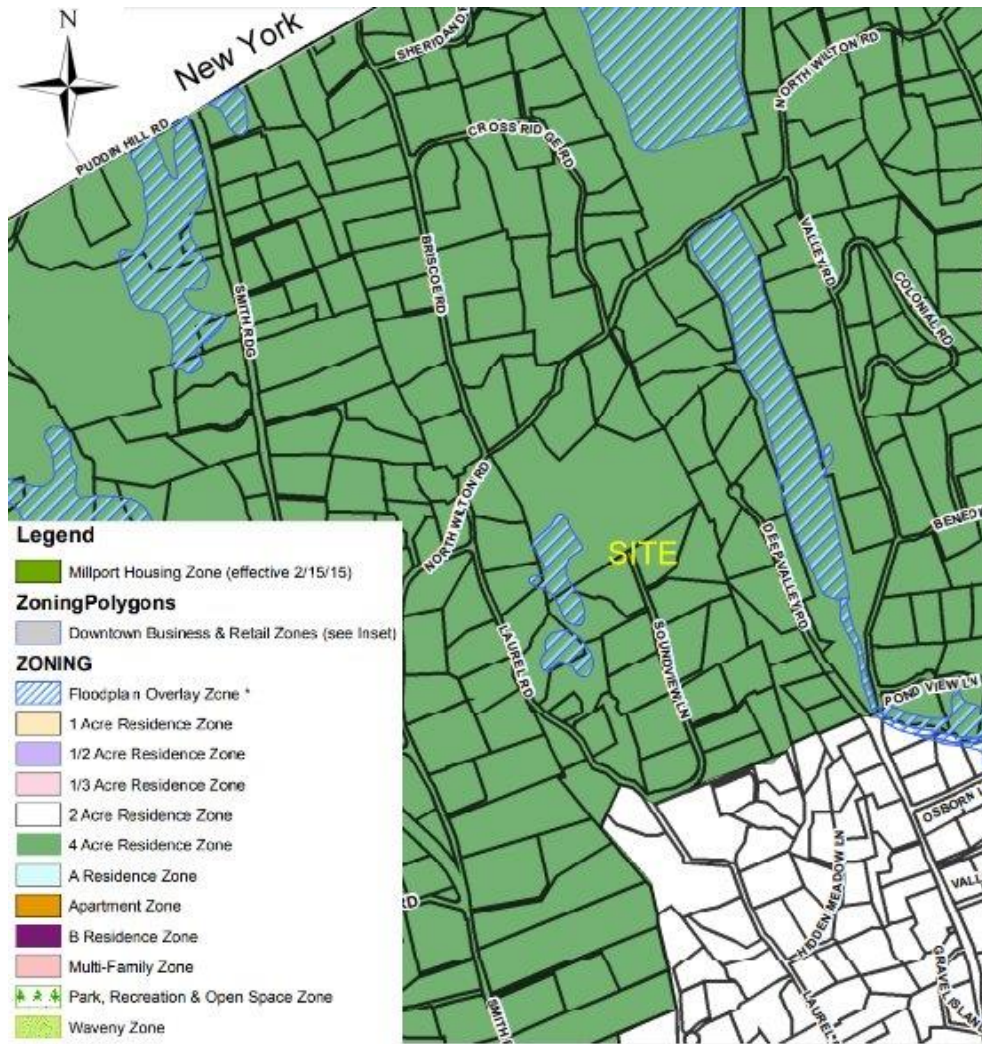 N
New York
SHERIDAN
NORTH WILTON RD
PUDDIN HILL RD
CROSS RIDGE RD
BRISCOE RD
VALLEY RD
COLONIAL RD
SMITH RDG
NORTH WILTON RD
SITE
DEEP VALLEY RD
BENEDI
LAUREL RD
SOUNDVIEW LN
POND VIEW LN
OSBORN
VALL
HIDDEN MEADOW LN
GRAVEL ISLAND
LAUREL
RD
SMITH
Legend
Millport Housing Zone (effective 2/15/15)
ZoningPolygons
Downtown Business & Retail Zones (see Inset)
ZONING
Floodplain Overlay Zone *
1 Acre Residence Zone
1/2 Acre Residence Zone
1/3 Acre Residence Zone
2 Acre Residence Zone
4 Acre Residence Zone
A Residence Zone
Apartment Zone
B Residence Zone
Multi-Family Zone
Park, Recreation & Open Space Zone
Waveny Zone